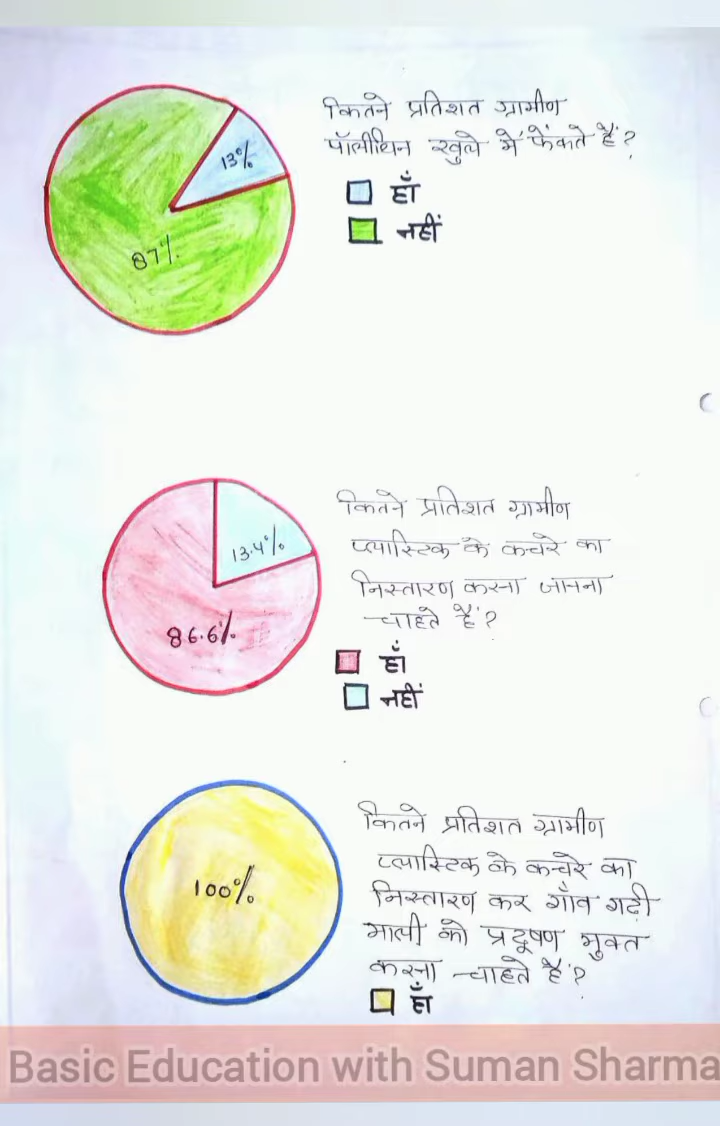 कितने प्रतिशत ग्रामीण
पॉलीथिन खुले में फेंकते हैं?
13%
हाँ
नहीं
87%
कितने प्रतिशत ग्रामीण
प्लास्टिक के कचरे का
निस्तारण करना जानना
चाहते हैं?
13.4%
86.6%
हाँ
नहीं
कितने प्रतिशत ग्रामीण
प्लास्टिक के कचरे का
निस्तारण कर गाँव गढ़ी
माली को प्रदूषण मुक्त
करना चाहते हैं?
100%
हाँ
Basic Education with Suman Sharma